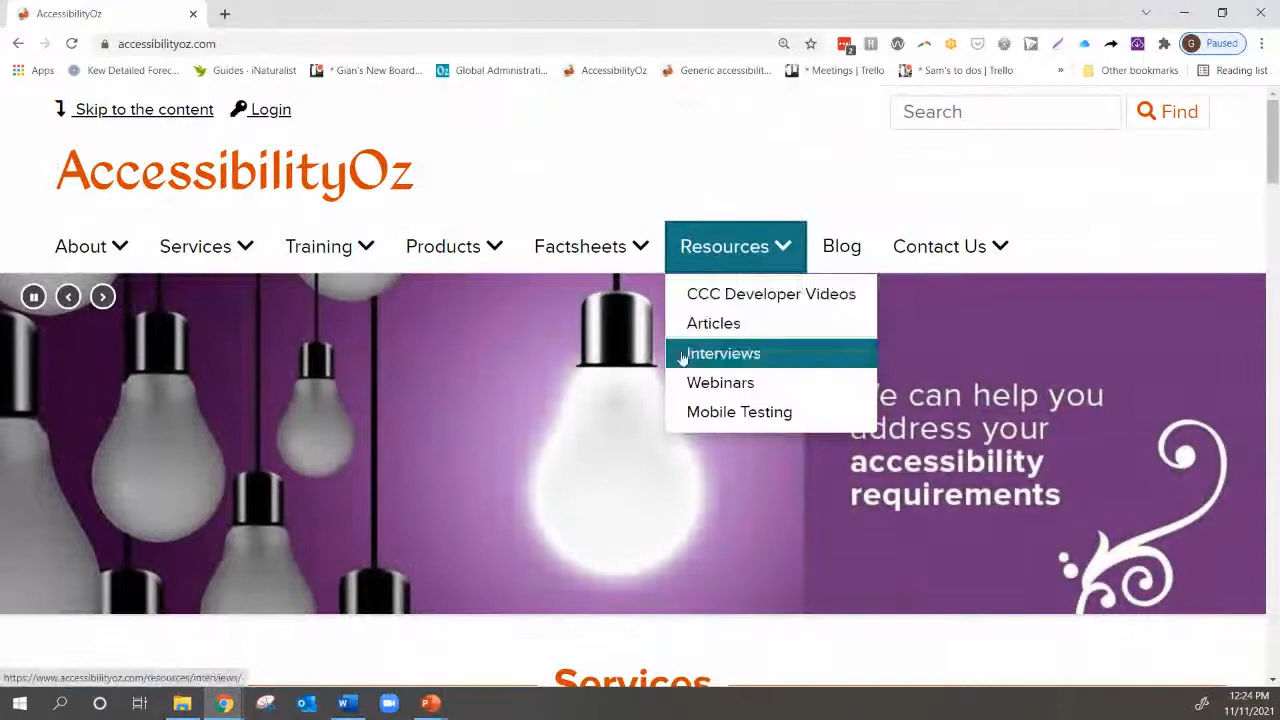 AccessibilityOz
accessibilityoz.com
Paused
Apps
Kew Detailed Forec...
Guides · iNaturalist
* Gian's New Board...
Global Administrati...
AccessibilityOz
Generic accessibilit...
* Meetings | Trello
* Sam's to dos | Trello
»
Other bookmarks
Reading list
Skip to the content
Login
Search
Find
AccessibilityOz
About
Services
Training
Products
Factsheets
Resources
Blog
Contact Us
CCC Developer Videos
Articles
Interviews
Webinars
Mobile Testing
We can help you
address your
accessibility
requirements
Services
https://www.accessibilityoz.com/resources/interviews/
12:24 PM
11/11/2021